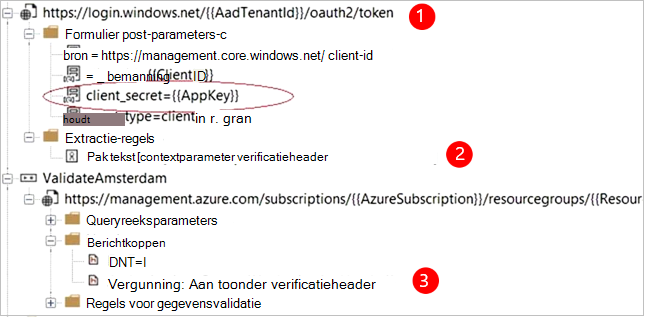 https://login.windows.net/{{AadTenantId}}/oauth2/token 1
Formulier post-parameters-c
bron = https://management.core.windows.net/ client-id
= _ bemanning {{Client ID}}
client_secret={{AppKey}}
houdt type=client in r. gran
Extractie-regels
Pak tekst [contextparameter verificatieheader 2
ValidateAmsterdam
https://management.azure.com/subscriptions/{{AzureSubscription}}/resourcegroups/{{Resour
Queryreeksparameters
Berichtkoppen
DNT=I
Vergunning: Aan toonder verificatieheader 3
Regels voor gegevensvalidatie